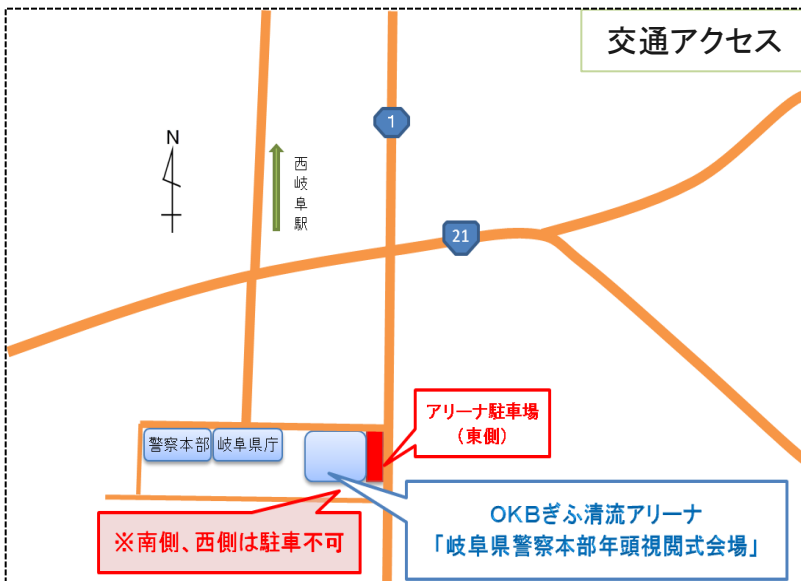 交通アクセス
1
N
西岐阜駅
21
アリーナ駐車場
(東側)
警察本部
岐阜県庁
OKBぎふ清流アリーナ
「岐阜県警察本部年頭視閲式会場」
※南側、西側は駐車不可